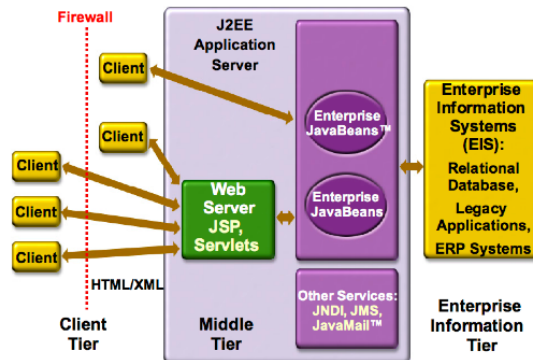 Firewall
J2EE
Application
Server
Client
Client
Client
Client
Client
HTML/XML
Web
Server
JSP,
Servlets
Enterprise
JavaBeans™
Enterprise
JavaBeans
Other Services:
JNDI, JMS,
JavaMail™
Enterprise
Information
Systems
(EIS):
Relational
Database,
Legacy
Applications,
ERP Systems
Client
Tier
Middle
Tier
Enterprise
Information
Tier